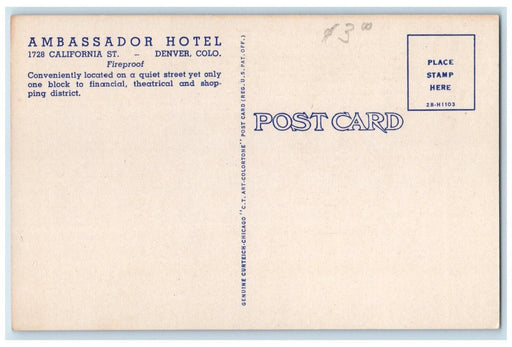 AMBASSADOR HOTEL
1728 CALIFORNIA ST. – DENVER, COLO.
Fireproof
Conveniently located on a quiet street yet only
one block to financial, theatrical and shop-
ping district.
GENUINE CURTEICH-CHICAGO "C.T. ART-COLORTONE" POST CARD (REG. U.S. PAT. OFF.)
$3 00
POST CARD
PLACE
STAMP
HERE
2B-H1103